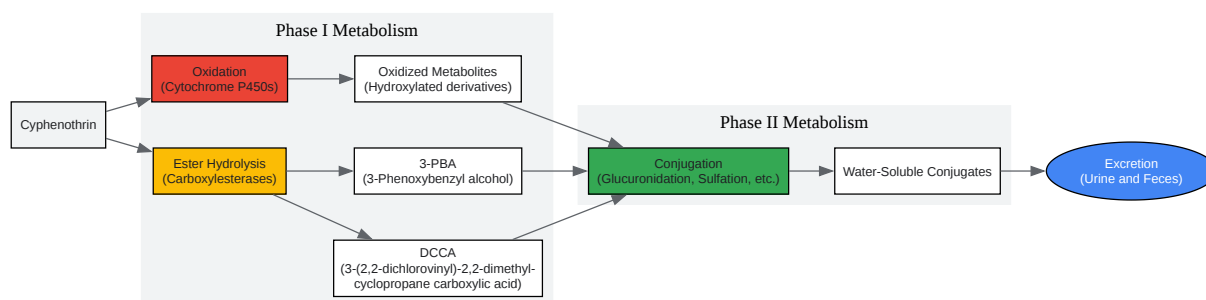 Phase I Metabolism
Oxidation
(Cytochrome P450s)
Oxidized Metabolites
(Hydroxylated derivatives)
Cyphenothrin
Ester Hydrolysis
(Carboxylesterases)
3-PBA
(3-Phenoxybenzyl alcohol)
DCCA
(3-(2,2-dichlorovinyl)-2,2-dimethyl-
cyclopropane carboxylic acid)
Phase II Metabolism
Conjugation
(Glucuronidation, Sulfation, etc.)
Water-Soluble Conjugates
Excretion
(Urine and Feces)